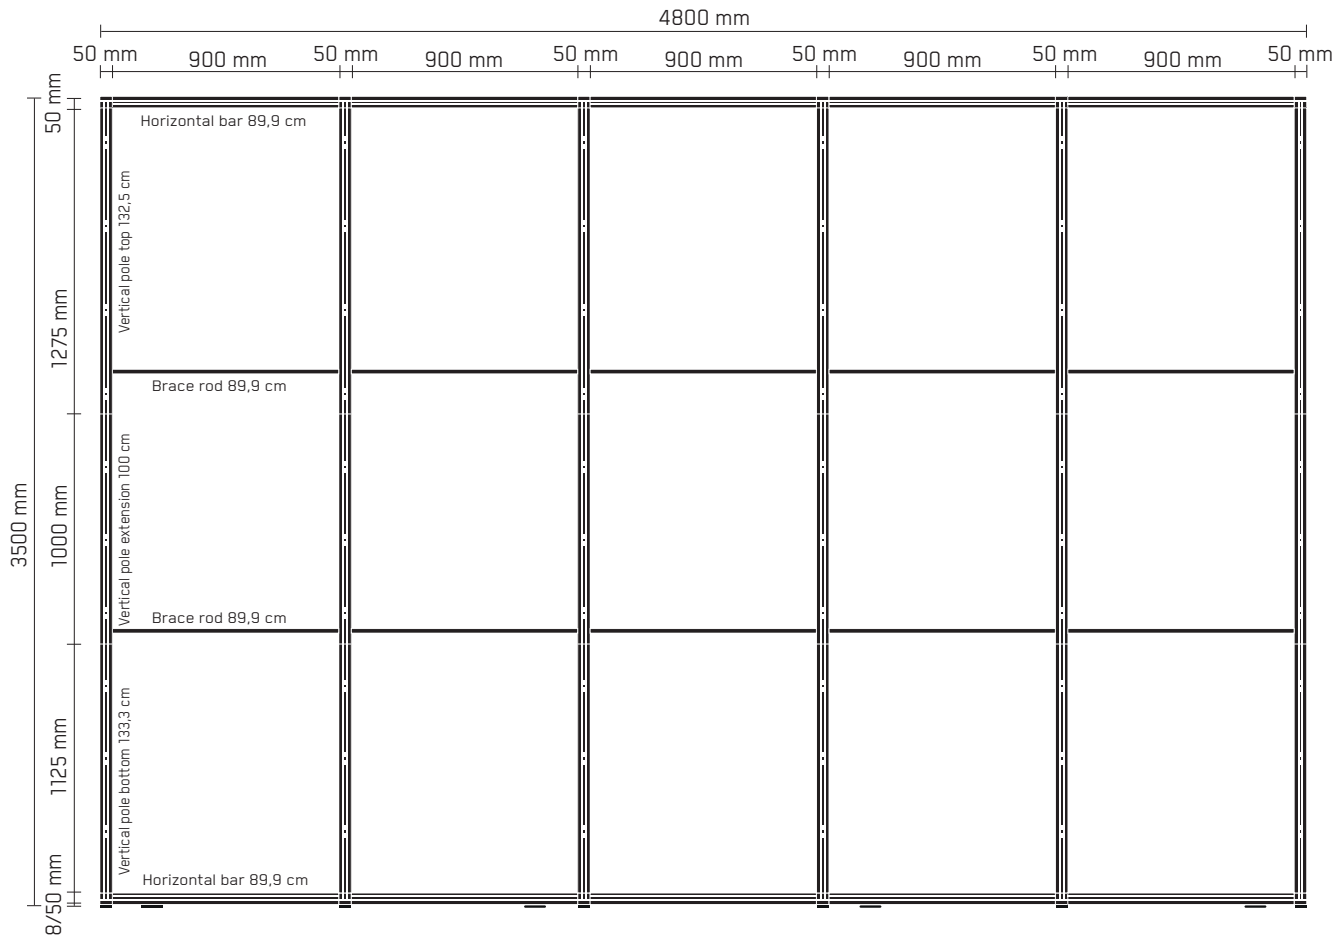 4800 mm
50 mm
900 mm
50 mm
900 mm
50 mm
900 mm
50 mm
900 mm
50 mm
900 mm
50 mm
50 mm
Horizontal bar 89,9 cm
Vertical pole top 132,5 cm
1275 mm
Brace rod 89,9 cm
3500 mm
1000 mm
Vertical pole extension 100 cm
Brace rod 89,9 cm
1125 mm
Vertical pole bottom 133,3 cm
Horizontal bar 89,9 cm
8/50 mm